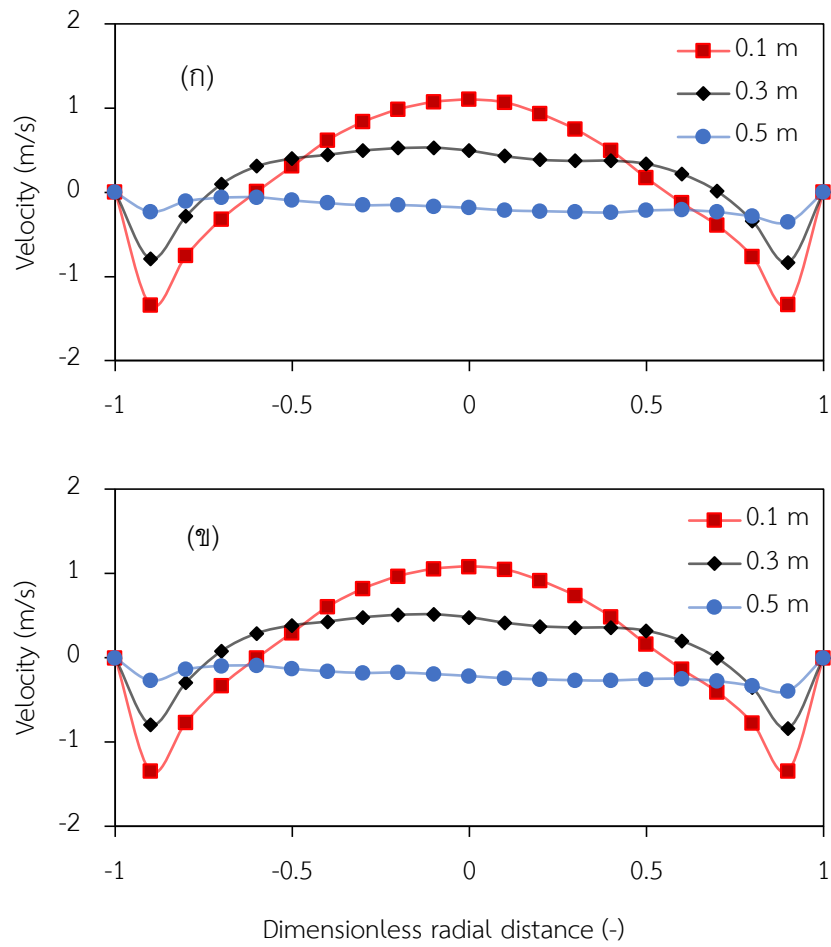 2
1
0
-1
-2
Velocity (m/s)
(ก)
0.1 m
0.3 m
0.5 m
-1 -0.5 0 0.5 1
2
1
0
-1
-2
Velocity (m/s)
(ข)
0.1 m
0.3 m
0.5 m
-1 -0.5 0 0.5 1
Dimensionless radial distance (-)